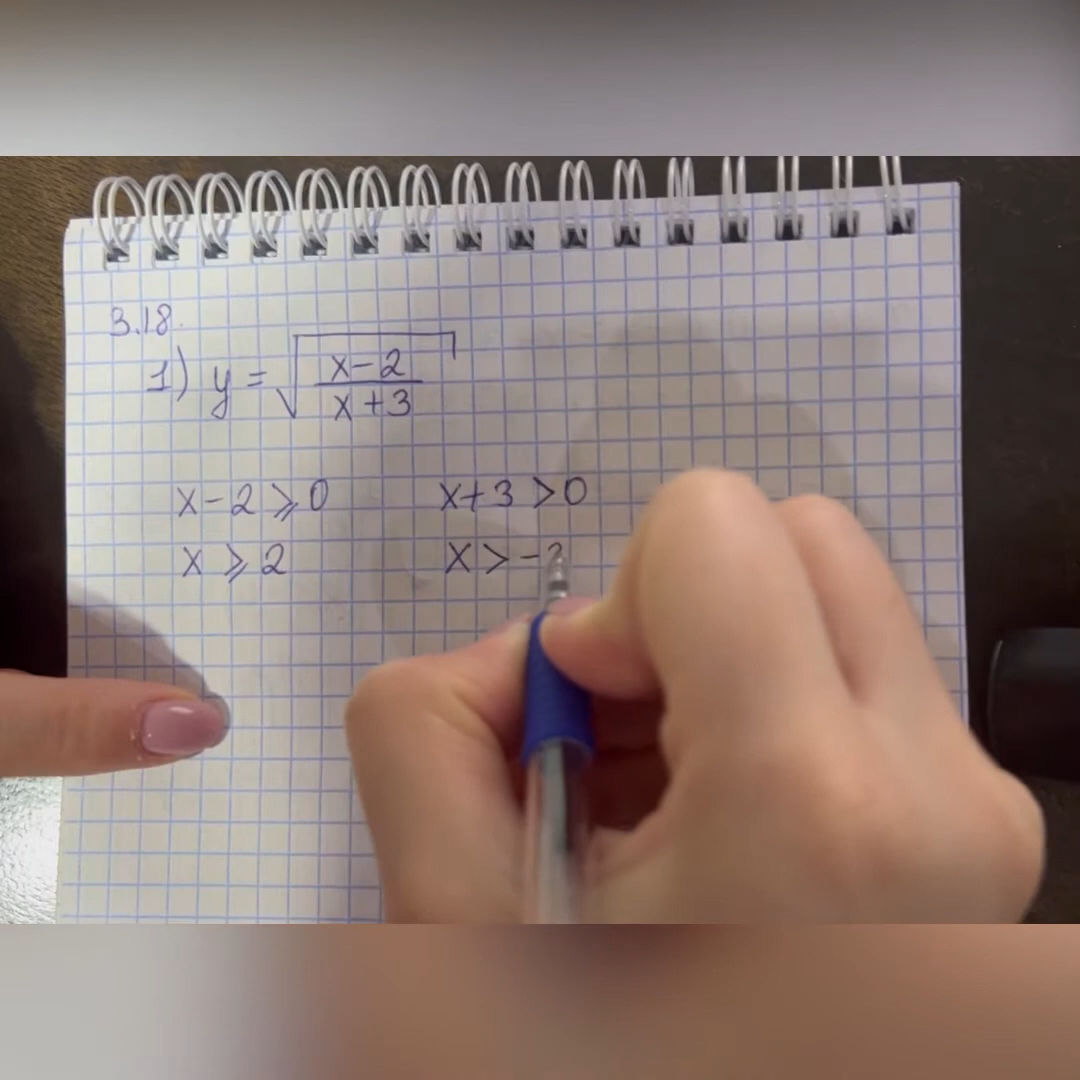 3.18.
1) y = √((x-2)/(x+3))
x-2 ⩾ 0 x+3 > 0
x ⩾ 2 x > -